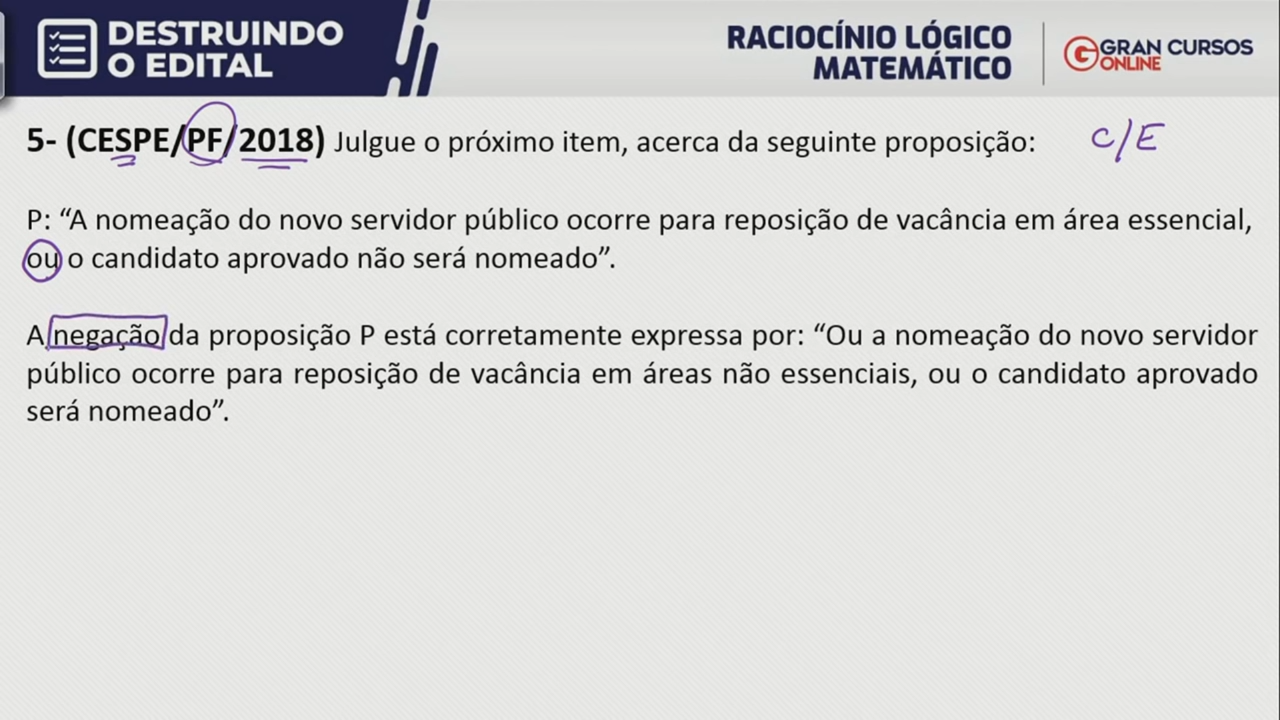 DESTRUINDO
O EDITAL
RACIOCÍNIO LÓGICO
MATEMÁTICO
GRAN CURSOS
ONLINE
5- (CESPE/PF/2018) Julgue o próximo item, acerca da seguinte proposição: C/E
P: “A nomeação do novo servidor público ocorre para reposição de vacância em área essencial,
ou o candidato aprovado não será nomeado”.
A negação da proposição P está corretamente expressa por: “Ou a nomeação do novo servidor
público ocorre para reposição de vacância em áreas não essenciais, ou o candidato aprovado
será nomeado”.